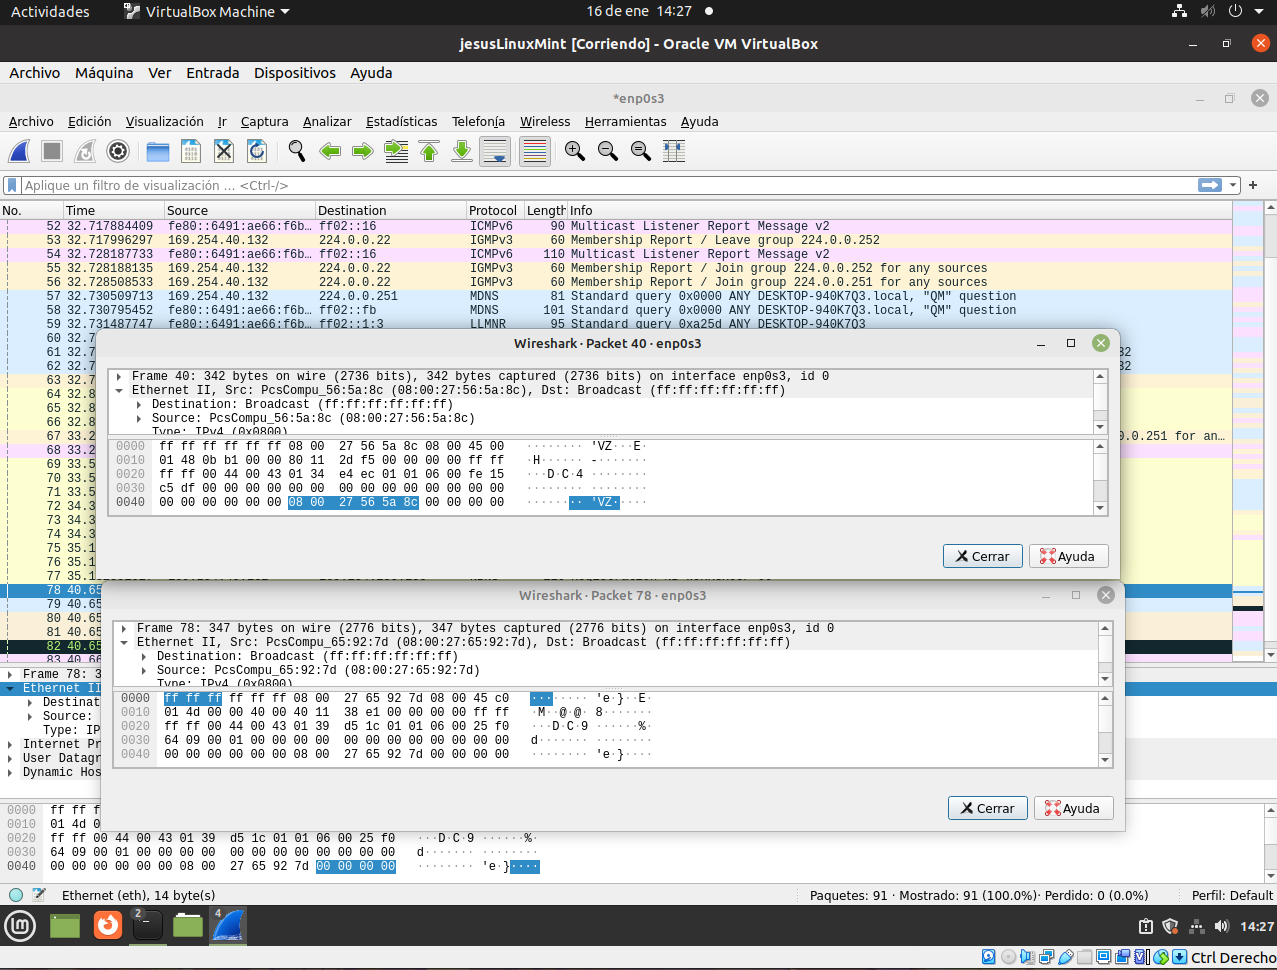 Actividades VirtualBox Machine 16 de ene 14:27
jesusLinuxMint [Corriendo] - Oracle VM VirtualBox
Archivo Máquina Ver Entrada Dispositivos Ayuda
*enp0s3
Archivo Edición Visualización Ir Captura Analizar Estadísticas Telefonía Wireless Herramientas Ayuda
Aplique un filtro de visualización … <Ctrl-/>
No. Time Source Destination Protocol Length Info
52 32.717884409 fe80::6491:ae66:f6b… ff02::16 ICMPv6 90 Multicast Listener Report Message v2
53 32.717996297 169.254.40.132 224.0.0.22 IGMPv3 60 Membership Report / Leave group 224.0.0.252
54 32.728187733 fe80::6491:ae66:f6b… ff02::16 ICMPv6 110 Multicast Listener Report Message v2
55 32.728188135 169.254.40.132 224.0.0.22 IGMPv3 60 Membership Report / Join group 224.0.0.252 for any sources
56 32.728508533 169.254.40.132 224.0.0.22 IGMPv3 60 Membership Report / Join group 224.0.0.251 for any sources
57 32.730509713 169.254.40.132 224.0.0.251 MDNS 81 Standard query 0x0000 ANY DESKTOP-940K7Q3.local, "QM" question
58 32.730795452 fe80::6491:ae66:f6b… ff02::fb MDNS 101 Standard query 0x0000 ANY DESKTOP-940K7Q3.local, "QM" question
59 32.731487747 fe80::6491:ae66:f6b… ff02::1:3 LLMNR 95 Standard query 0xa25d ANY DESKTOP-940K7Q3
60 32.7
61 32.7 32
62 32.7 32
63 32.8
64 32.8
65 32.8
66 32.8
67 33.2 0.0.251 for an…
68 33.2
69 33.5
70 33.5
71 33.5
72 34.3
73 34.3
74 34.3
75 35.1
76 35.1
77 35.1
78 40.65
79 40.65
80 40.65
81 40.65
82 40.65
83 40.66
Wireshark · Packet 40 · enp0s3
Frame 40: 342 bytes on wire (2736 bits), 342 bytes captured (2736 bits) on interface enp0s3, id 0
Ethernet II, Src: PcsCompu_56:5a:8c (08:00:27:56:5a:8c), Dst: Broadcast (ff:ff:ff:ff:ff:ff)
Destination: Broadcast (ff:ff:ff:ff:ff:ff)
Source: PcsCompu_56:5a:8c (08:00:27:56:5a:8c)
Type: IPv4 (0x0800)
0000 ff ff ff ff ff ff 08 00 27 56 5a 8c 08 00 45 00 ········ 'VZ···E·
0010 01 48 0b b1 00 00 80 11 2d f5 00 00 00 00 ff ff ·H······ -·······
0020 ff ff 00 44 00 43 01 34 e4 ec 01 01 06 00 fe 15 ···D·C·4 ········
0030 c5 df 00 00 00 00 00 00 00 00 00 00 00 00 00 00 ········ ········
0040 00 00 00 00 00 00 08 00 27 56 5a 8c 00 00 00 00 ········ 'VZ·····
Cerrar Ayuda
Wireshark · Packet 78 · enp0s3
Frame 78: 347 bytes on wire (2776 bits), 347 bytes captured (2776 bits) on interface enp0s3, id 0
Ethernet II, Src: PcsCompu_65:92:7d (08:00:27:65:92:7d), Dst: Broadcast (ff:ff:ff:ff:ff:ff)
Destination: Broadcast (ff:ff:ff:ff:ff:ff)
Source: PcsCompu_65:92:7d (08:00:27:65:92:7d)
Type: IPv4 (0x0800)
0000 ff ff ff ff ff ff 08 00 27 65 92 7d 08 00 45 c0 ········ 'e·}··E·
0010 01 4d 00 00 40 00 40 11 38 e1 00 00 00 00 ff ff ·M··@·@· 8·······
0020 ff ff 00 44 00 43 01 39 d5 1c 01 01 06 00 25 f0 ···D·C·9 ······%·
0030 64 09 00 01 00 00 00 00 00 00 00 00 00 00 00 00 d······· ········
0040 00 00 00 00 00 00 08 00 27 65 92 7d 00 00 00 00 ········ 'e·}····
Cerrar Ayuda
Frame 78: 3
Ethernet II
Destinat
Source:
Type: IP
Internet Pr
User Datagr
Dynamic Hos
0000 ff ff f
0010 01 4d 0
0020 ff ff 00 44 00 43 01 39 d5 1c 01 01 06 00 25 f0 ···D·C·9 ······%·
0030 64 09 00 01 00 00 00 00 00 00 00 00 00 00 00 00 d······· ········
0040 00 00 00 00 00 00 08 00 27 65 92 7d 00 00 00 00 ········ 'e·}····
Ethernet (eth), 14 byte(s) Paquetes: 91 · Mostrado: 91 (100.0%)· Perdido: 0 (0.0%) Perfil: Default
2 4 14:27
Ctrl Derecho